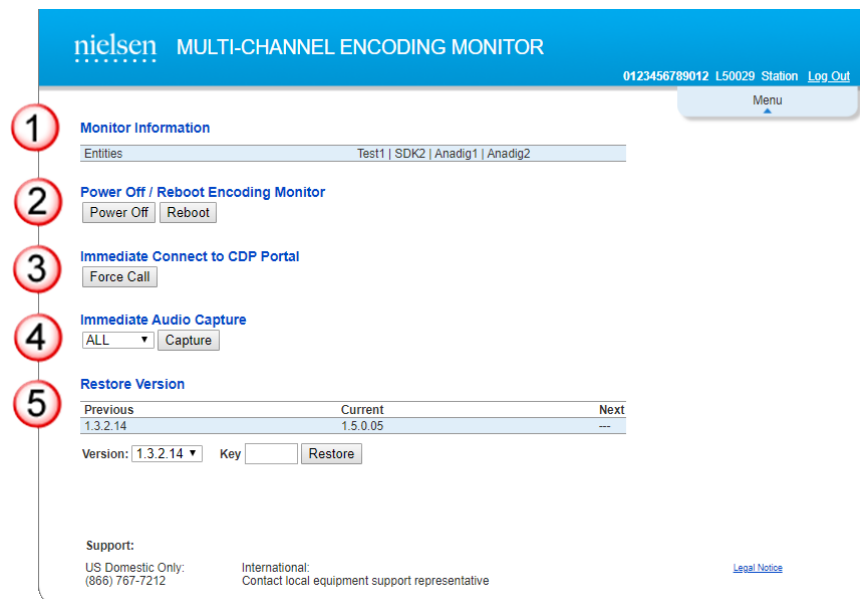 nielsen MULTI-CHANNEL ENCODING MONITOR
0123456789012 L50029 Station Log Out
Menu
1
Monitor Information
Entities Test1 | SDK2 | Anadig1 | Anadig2
2
Power Off / Reboot Encoding Monitor
Power Off Reboot
3
Immediate Connect to CDP Portal
Force Call
4
Immediate Audio Capture
ALL Capture
5
Restore Version
Previous Current Next
1.3.2.14 1.5.0.05 ---
Version: 1.3.2.14 Key Restore
Support:
US Domestic Only: International:
(866) 767-7212 Contact local equipment support representative
Legal Notice